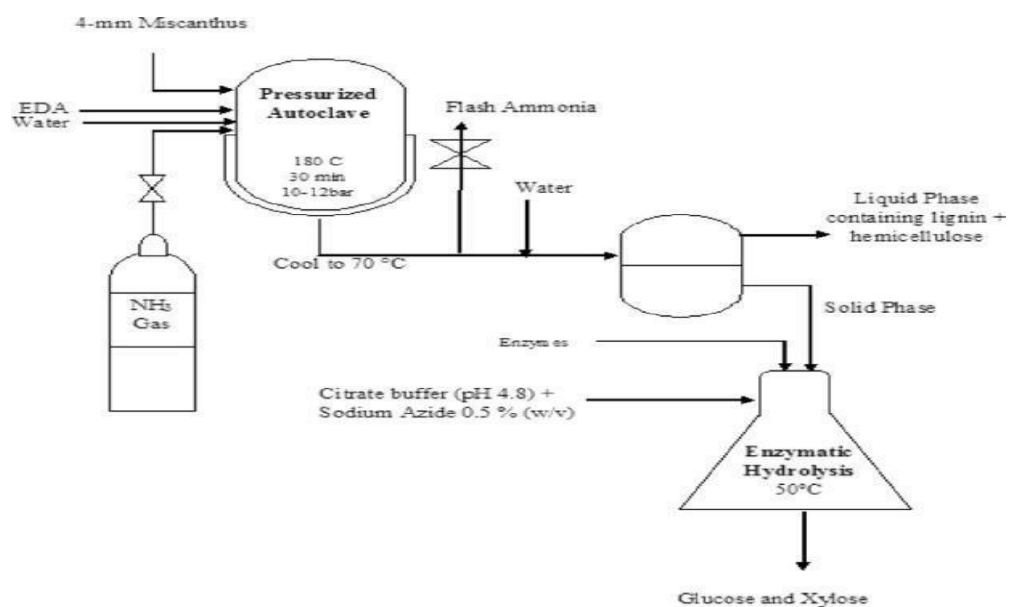 4-mm Miscanthus
EDA
Water
Pressurized
Autoclave
180 C
30 min
10-12bar
Flash Ammonia
Water
Liquid Phase
containing lignin +
hemicellulose
Cool to 70 °C
NH₃
Gas
Solid Phase
Enzymes
Citrate buffer (pH 4.8) +
Sodium Azide 0.5 % (w/v)
Enzymatic
Hydrolysis
50°C
Glucose and Xylose